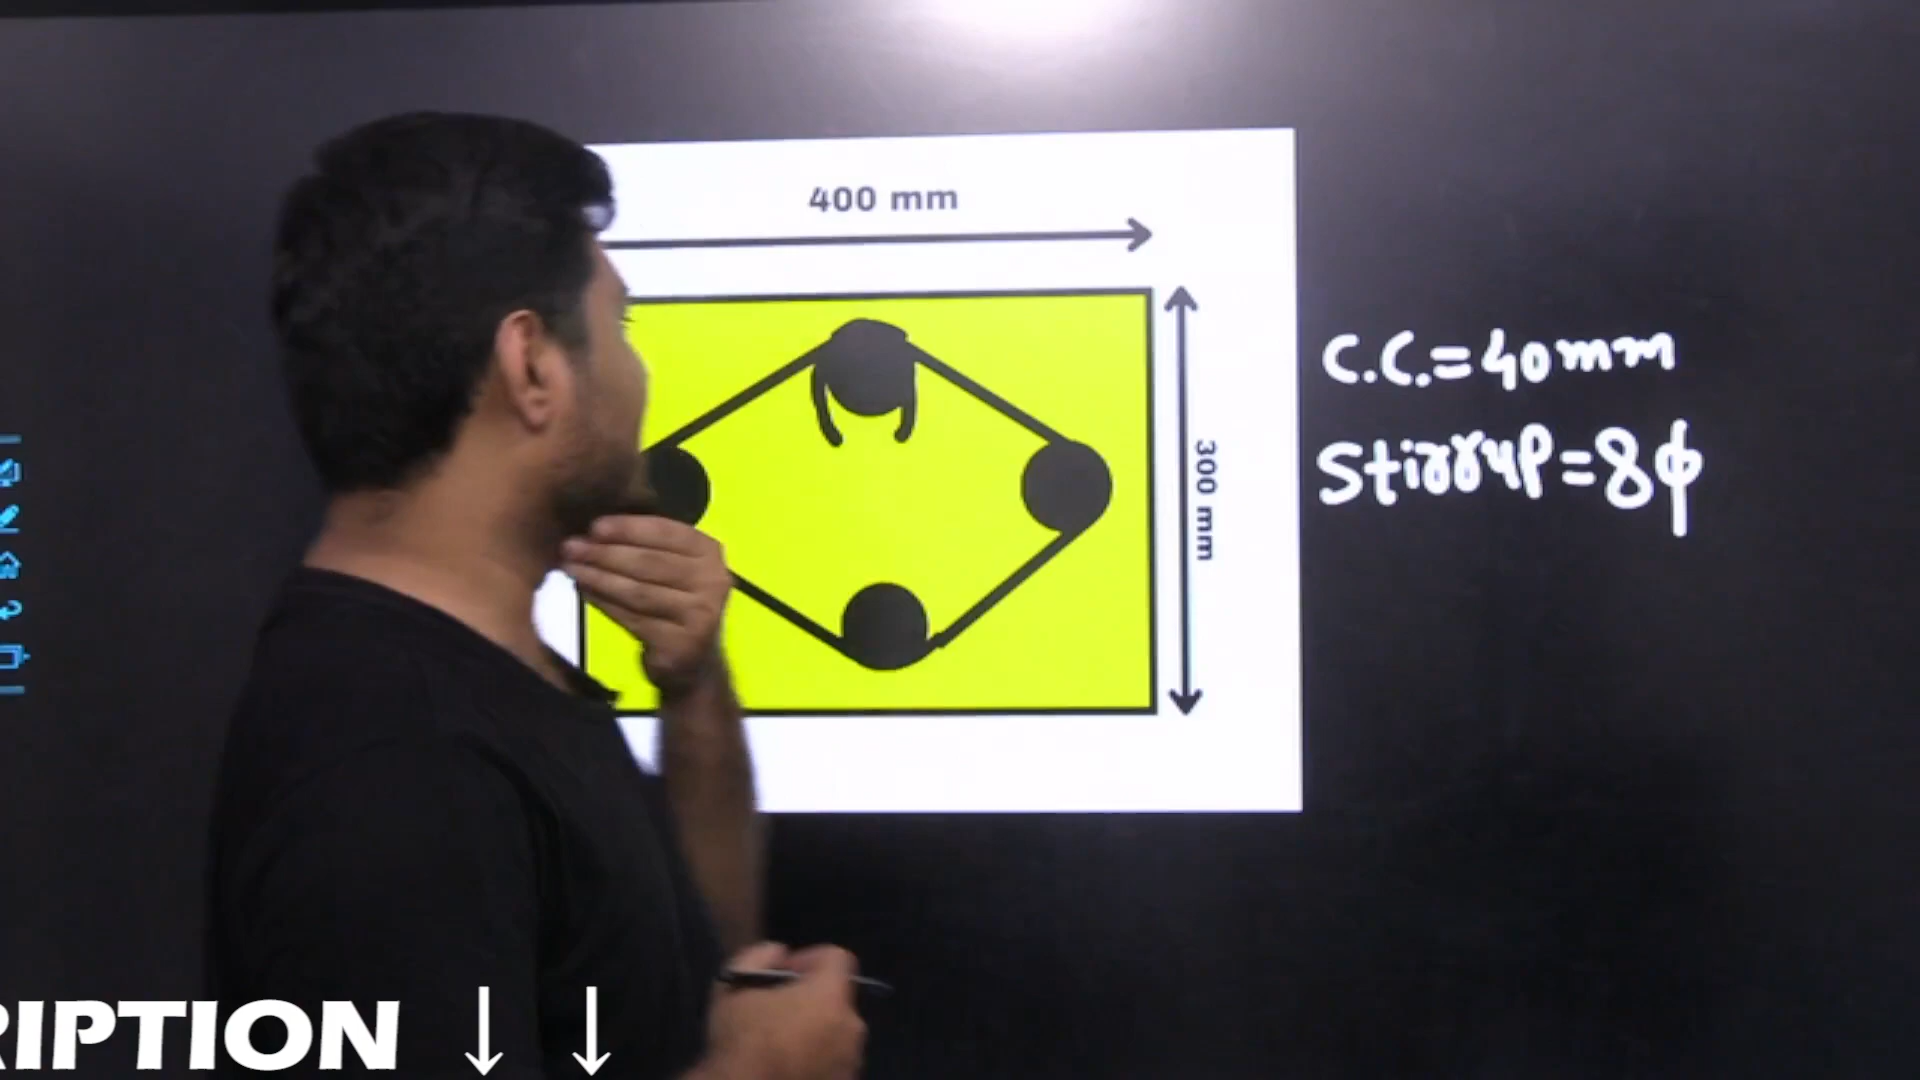 400 mm
300 mm
C.C.=40mm
Stirrup=8ϕ
RIPTION ↓ ↓